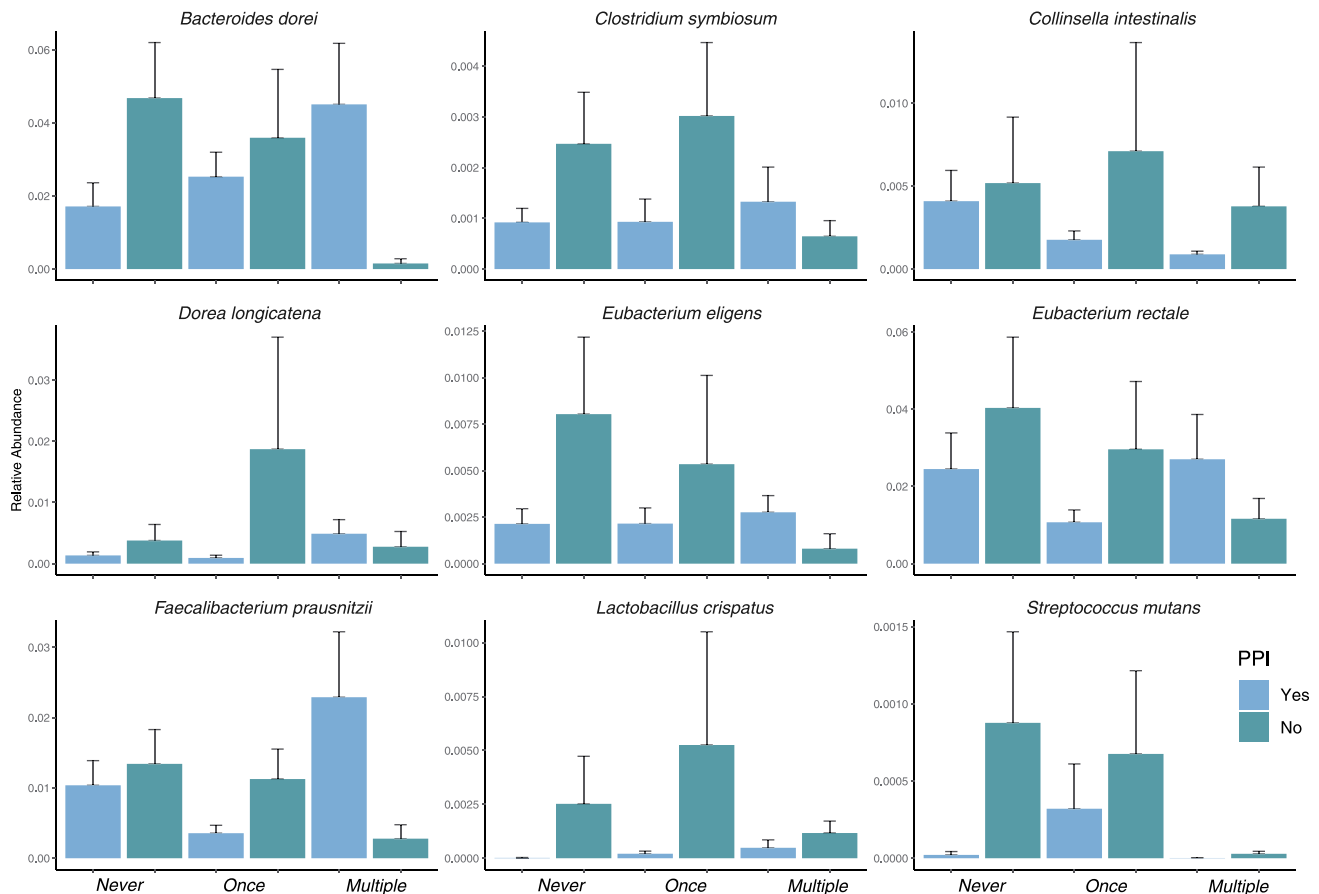 Bacteroides dorei
Clostridium symbiosum
Collinsella intestinalis
0.06
0.04
0.02
0.00
0.004
0.003
0.002
0.001
0.000
0.010
0.005
0.000
Dorea longicatena
Eubacterium eligens
Eubacterium rectale
Relative Abundance
0.03
0.02
0.01
0.00
0.0125
0.0100
0.0075
0.0050
0.0025
0.0000
0.06
0.04
0.02
0.00
Faecalibacterium prausnitzii
Lactobacillus crispatus
Streptococcus mutans
0.03
0.02
0.01
0.00
0.0100
0.0075
0.0050
0.0025
0.0000
0.0015
0.0010
0.0005
0.0000
PPI
Yes
No
Never Once Multiple
Never Once Multiple
Never Once Multiple